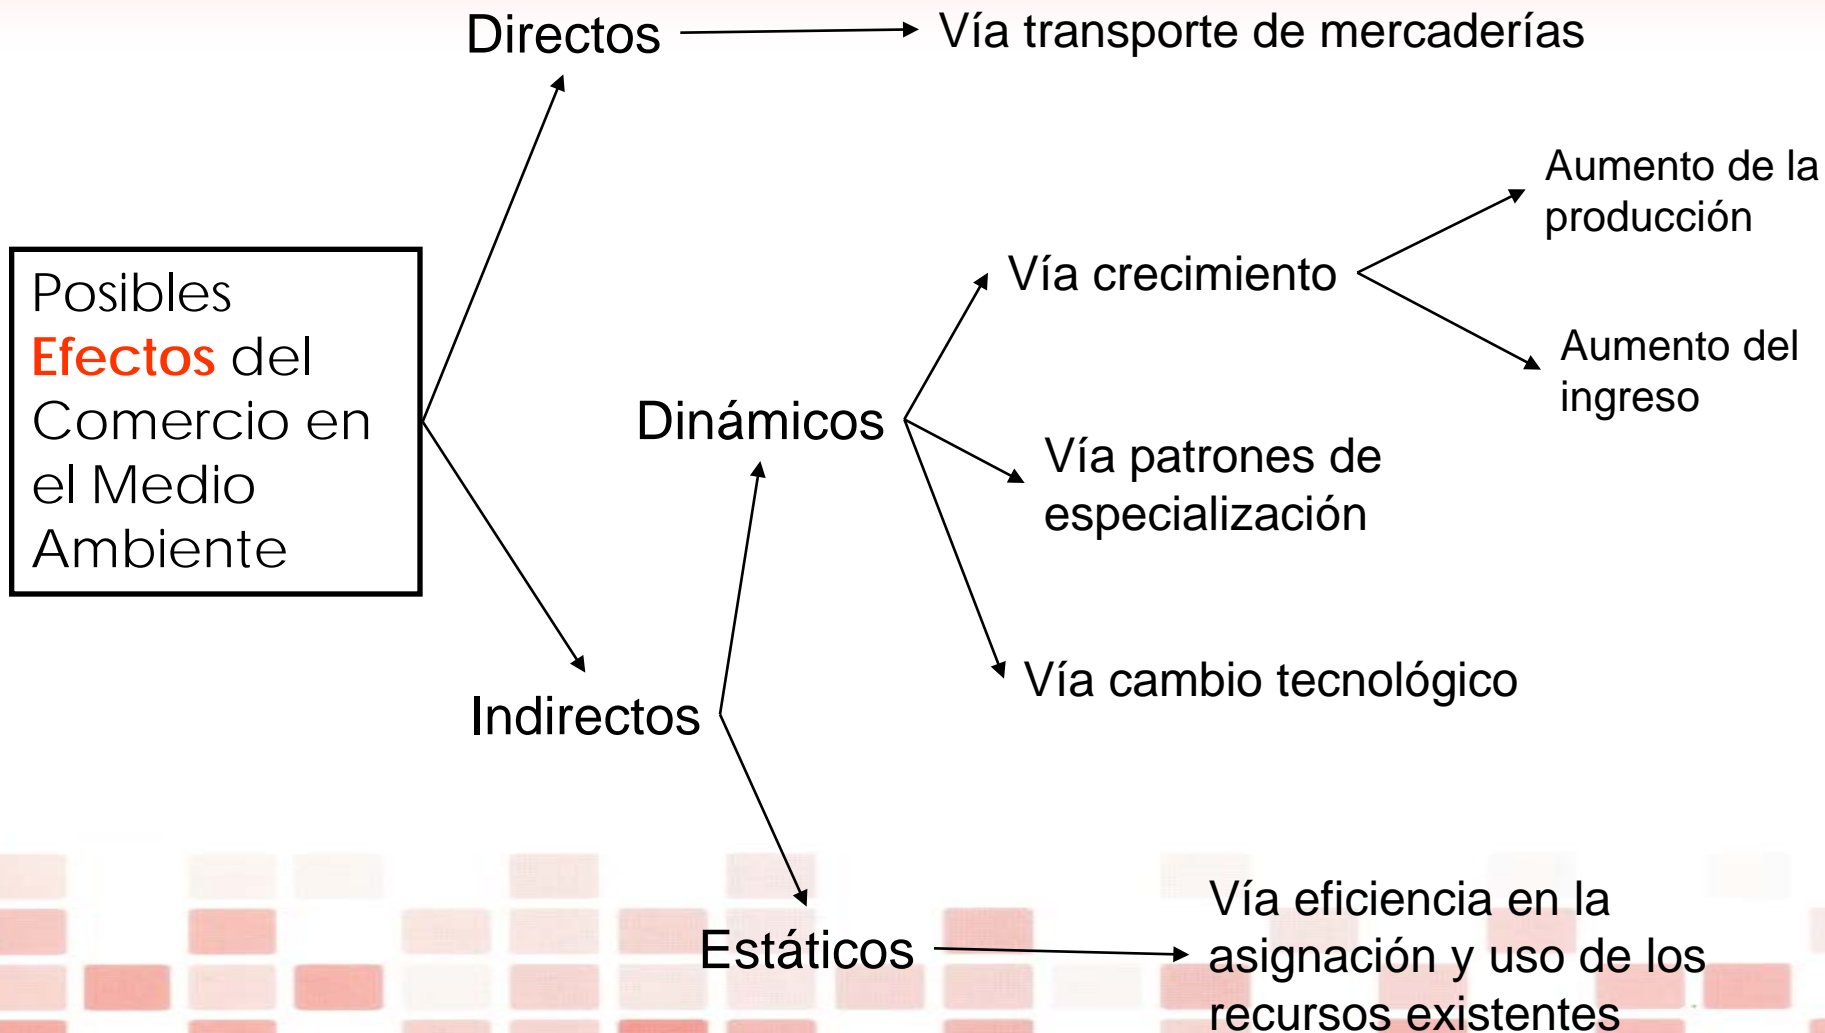 Directos
Vía transporte de mercaderías
Posibles
Efectos del
Comercio en
el Medio
Ambiente
Aumento de la
producción
Vía crecimiento
Aumento del
ingreso
Dinámicos
Vía patrones de
especialización
Vía cambio tecnológico
Indirectos
Estáticos
Vía eficiencia en la
asignación y uso de los
recursos existentes